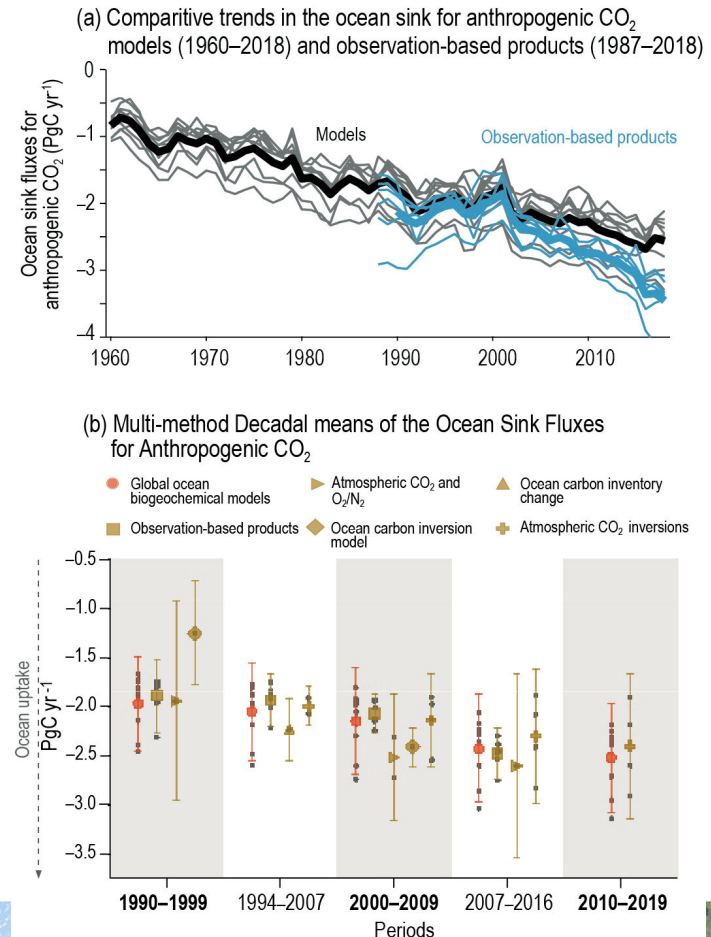 (a) Comparitive trends in the ocean sink for anthropogenic CO₂
models (1960–2018) and observation-based products (1987–2018)
Ocean sink fluxes for
anthropogenic CO₂ (PgC yr⁻¹)
0
–1
–2
–3
–4
Models
Observation-based products
1960
1970
1980
1990
2000
2010
(b) Multi-method Decadal means of the Ocean Sink Fluxes
for Anthropogenic CO₂
Global ocean
biogeochemical models
Atmospheric CO₂ and
O₂/N₂
Ocean carbon inventory
change
Observation-based products
Ocean carbon inversion
model
Atmospheric CO₂ inversions
Ocean uptake
PgC yr⁻¹
–0.5
–1.0
–1.5
–2.0
–2.5
–3.0
–3.5
1990–1999
1994–2007
2000–2009
2007–2016
2010–2019
Periods